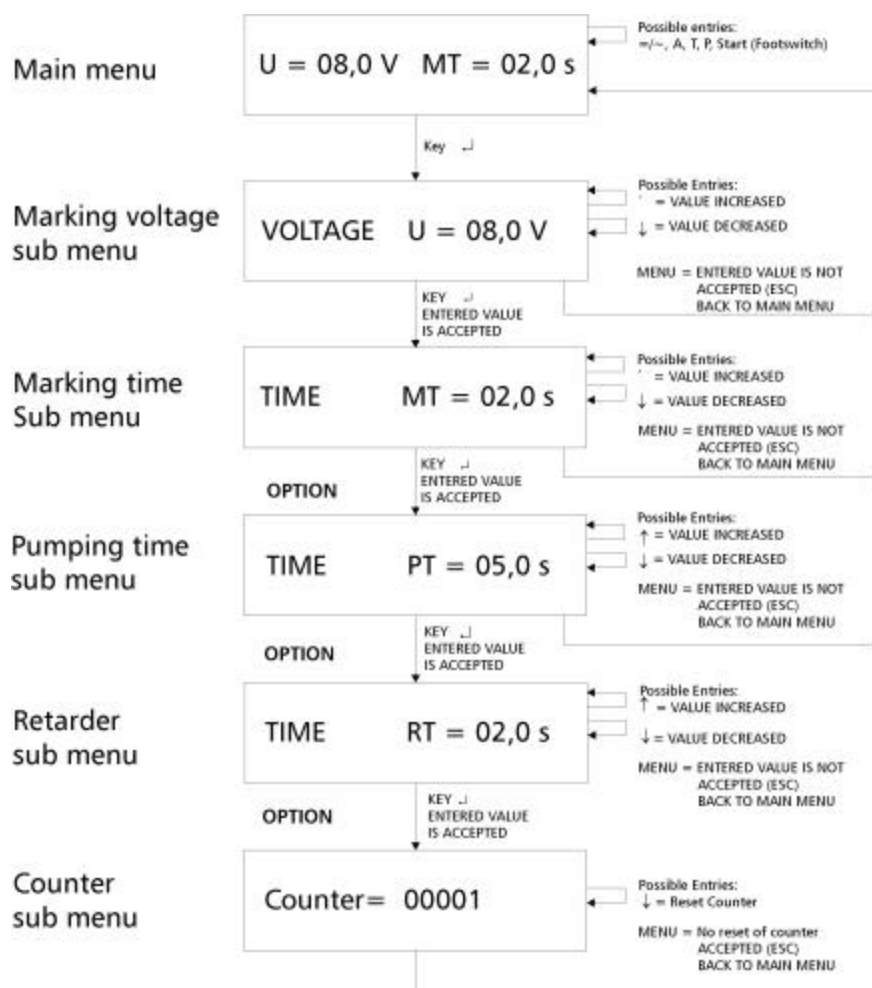 Main menu
U = 08,0 V MT = 02,0 s
Possible entries:
=/~, A, T, P, Start (Footswitch)
Key ↵
Marking voltage
sub menu
VOLTAGE U = 08,0 V
Possible Entries:
' = VALUE INCREASED
↓ = VALUE DECREASED
MENU = ENTERED VALUE IS NOT
ACCEPTED (ESC)
BACK TO MAIN MENU
KEY ↵
ENTERED VALUE
IS ACCEPTED
Marking time
Sub menu
TIME MT = 02,0 s
Possible Entries:
' = VALUE INCREASED
↓ = VALUE DECREASED
MENU = ENTERED VALUE IS NOT
ACCEPTED (ESC)
BACK TO MAIN MENU
OPTION
KEY ↵
ENTERED VALUE
IS ACCEPTED
Pumping time
sub menu
TIME PT = 05,0 s
Possible Entries:
↑ = VALUE INCREASED
↓ = VALUE DECREASED
MENU = ENTERED VALUE IS NOT
ACCEPTED (ESC)
BACK TO MAIN MENU
OPTION
KEY ↵
ENTERED VALUE
IS ACCEPTED
Retarder
sub menu
TIME RT = 02,0 s
Possible Entries:
↑ = VALUE INCREASED
↓ = VALUE DECREASED
MENU = ENTERED VALUE IS NOT
ACCEPTED (ESC)
BACK TO MAIN MENU
OPTION
KEY ↵
ENTERED VALUE
IS ACCEPTED
Counter
sub menu
Counter= 00001
Possible Entries:
↓ = Reset Counter
MENU = No reset of counter
ACCEPTED (ESC)
BACK TO MAIN MENU